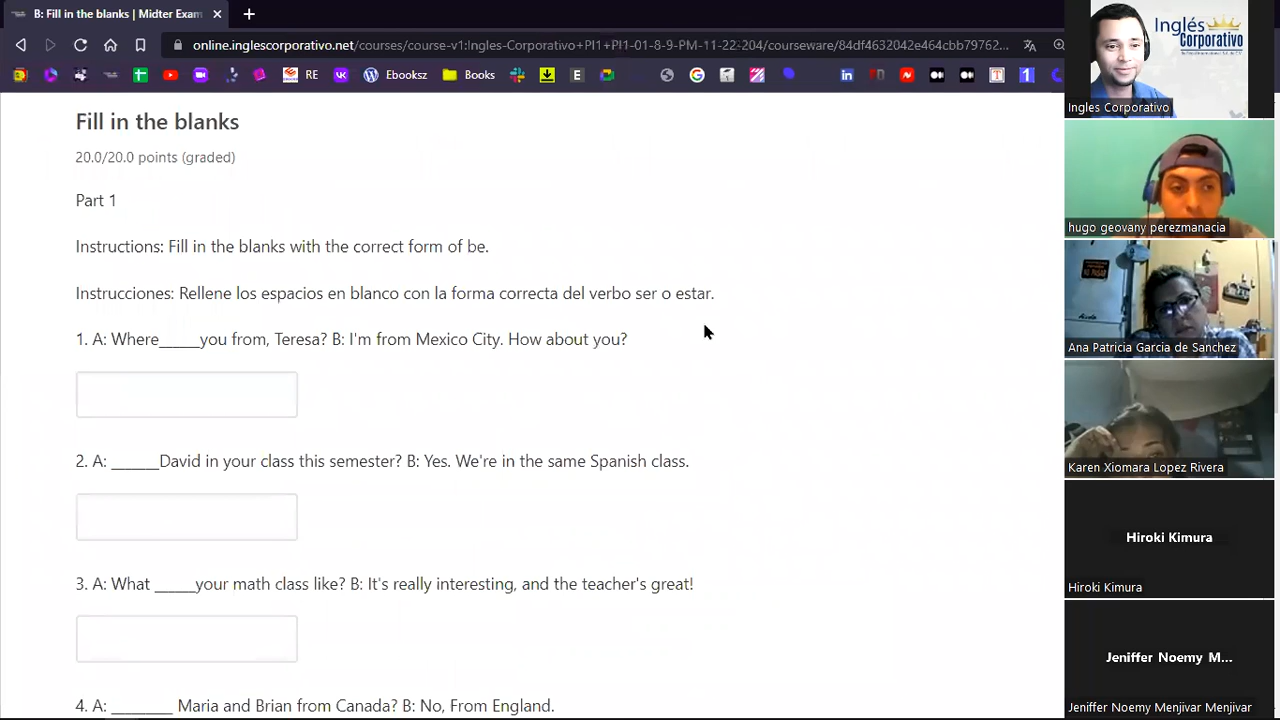 B: Fill in the blanks | Midter Exam
online.inglescorporativo.net/courses/course-v1:Ingles-Corporativo+PI1+PI1-01-8-9-PM-11-22-204/courseware/
RE
Ebooksz
Books
E
Fill in the blanks
20.0/20.0 points (graded)
Part 1
Instructions: Fill in the blanks with the correct form of be.
Instrucciones: Rellene los espacios en blanco con la forma correcta del verbo ser o estar.
1. A: Where_____you from, Teresa? B: I'm from Mexico City. How about you?
2. A: ______David in your class this semester? B: Yes. We're in the same Spanish class.
3. A: What _____your math class like? B: It's really interesting, and the teacher's great!
4. A: ________ Maria and Brian from Canada? B: No, From England.
Inglés
Corporativo
Ingles Corporativo
hugo geovany perezmanacia
Ana Patricia Garcia de Sanchez
Karen Xiomara Lopez Rivera
Hiroki Kimura
Hiroki Kimura
Jeniffer Noemy M...
Jeniffer Noemy Menjivar Menjivar